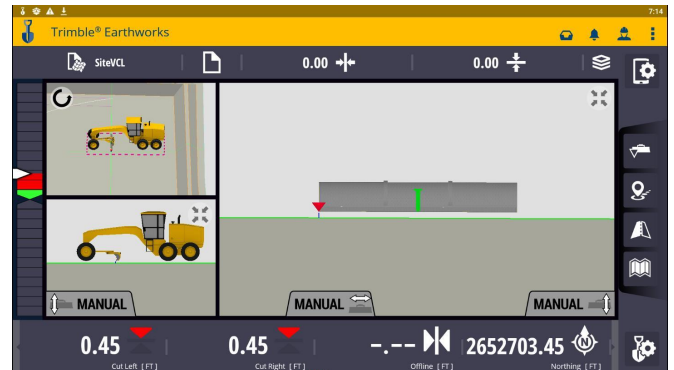 7:14
Trimble® Earthworks
SiteVCL
0.00
0.00
MANUAL
MANUAL
MANUAL
0.45
0.45
-.--
2652703.45
Cut Left [FT]
Cut Right [FT]
Offline [FT]
Northing [FT]